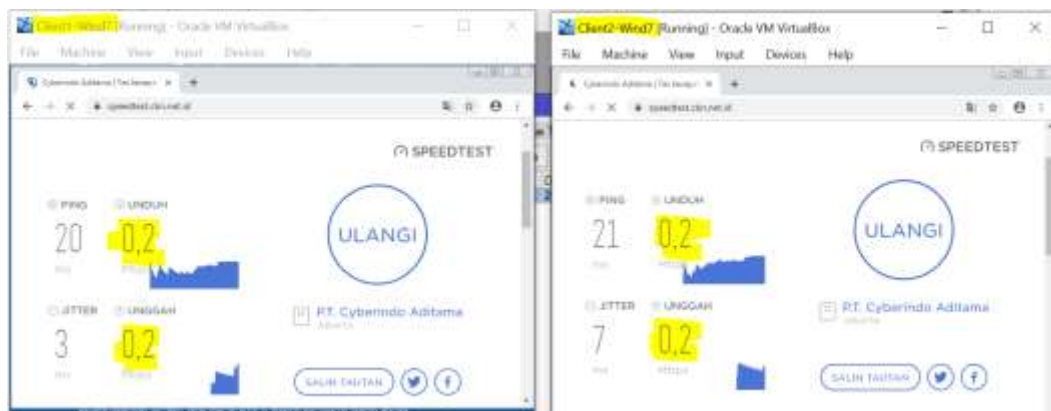 Client1-Wind7 (Running) - Oracle VM VirtualBox
File Machine View Input Devices Help
speedtest.cbn.net.id
SPEEDTEST
PING UNDUH
20 0,2
ms Mbps
ULANGI
JITTER UNGGAH
3 0,2
ms Mbps
P.T. Cyberindo Aditama
Jakarta
SALIN TAUTAN
Client2-Wind7 (Running) - Oracle VM VirtualBox
File Machine View Input Devices Help
speedtest.cbn.net.id
SPEEDTEST
PING UNDUH
21 0,2
ms Mbps
ULANGI
JITTER UNGGAH
7 0,2
ms Mbps
P.T. Cyberindo Aditama
Jakarta
SALIN TAUTAN